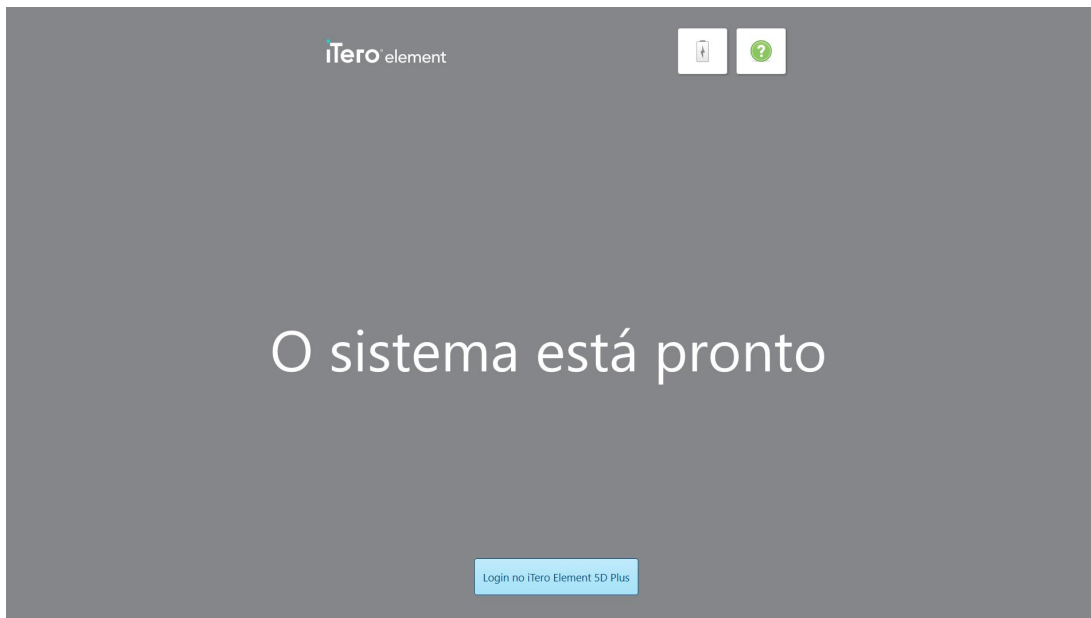 iTero element
?
O sistema está pronto
Login no iTero Element 5D Plus